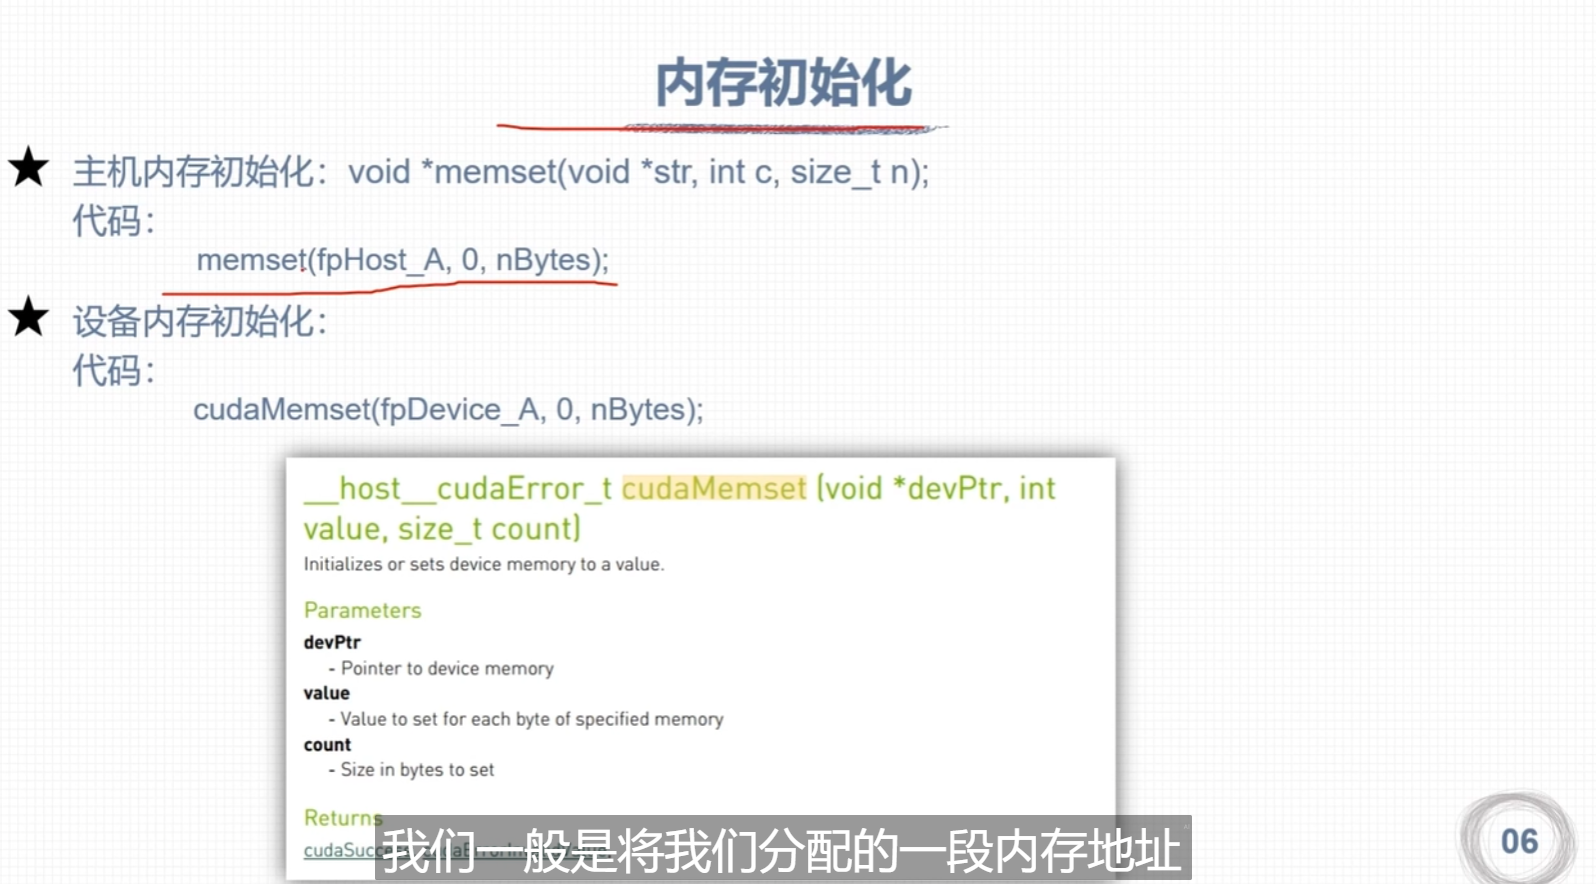 内存初始化
主机内存初始化：void *memset(void *str, int c, size_t n);
代码：
memset(fpHost_A, 0, nBytes);
设备内存初始化：
代码：
cudaMemset(fpDevice_A, 0, nBytes);
__host__cudaError_t cudaMemset (void *devPtr, int
value, size_t count)
Initializes or sets device memory to a value.
Parameters
devPtr
- Pointer to device memory
value
- Value to set for each byte of specified memory
count
- Size in bytes to set
Returns
我们一般是将我们分配的一段内存地址
06